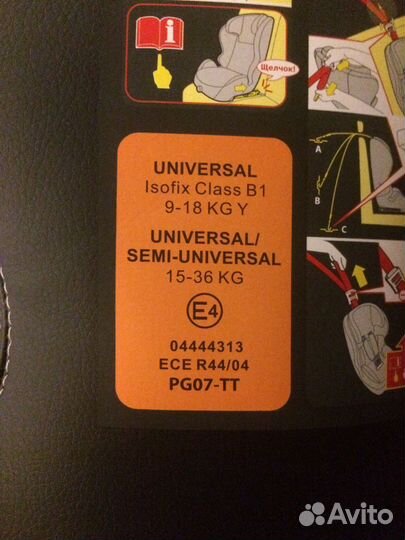 Щелчок!
UNIVERSAL
Isofix Class B1
9-18 KG Y
UNIVERSAL/
SEMI-UNIVERSAL
15-36 KG
E4
04444313
ECE R44/04
PG07-TT
A
B
C
Avito